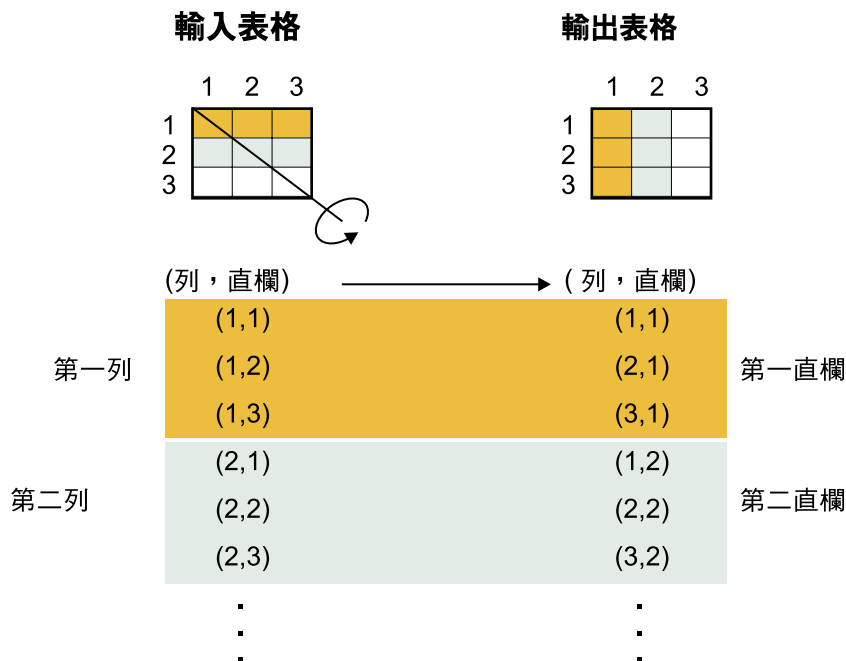 輸入表格 輸出表格
1 2 3 1 2 3
1 1
2 2
3 3
(列，直欄) ( 列，直欄)
(1,1) (1,1)
第一列 (1,2) (2,1) 第一直欄
(1,3) (3,1)
(2,1) (1,2)
第二列 (2,2) (2,2) 第二直欄
(2,3) (3,2)